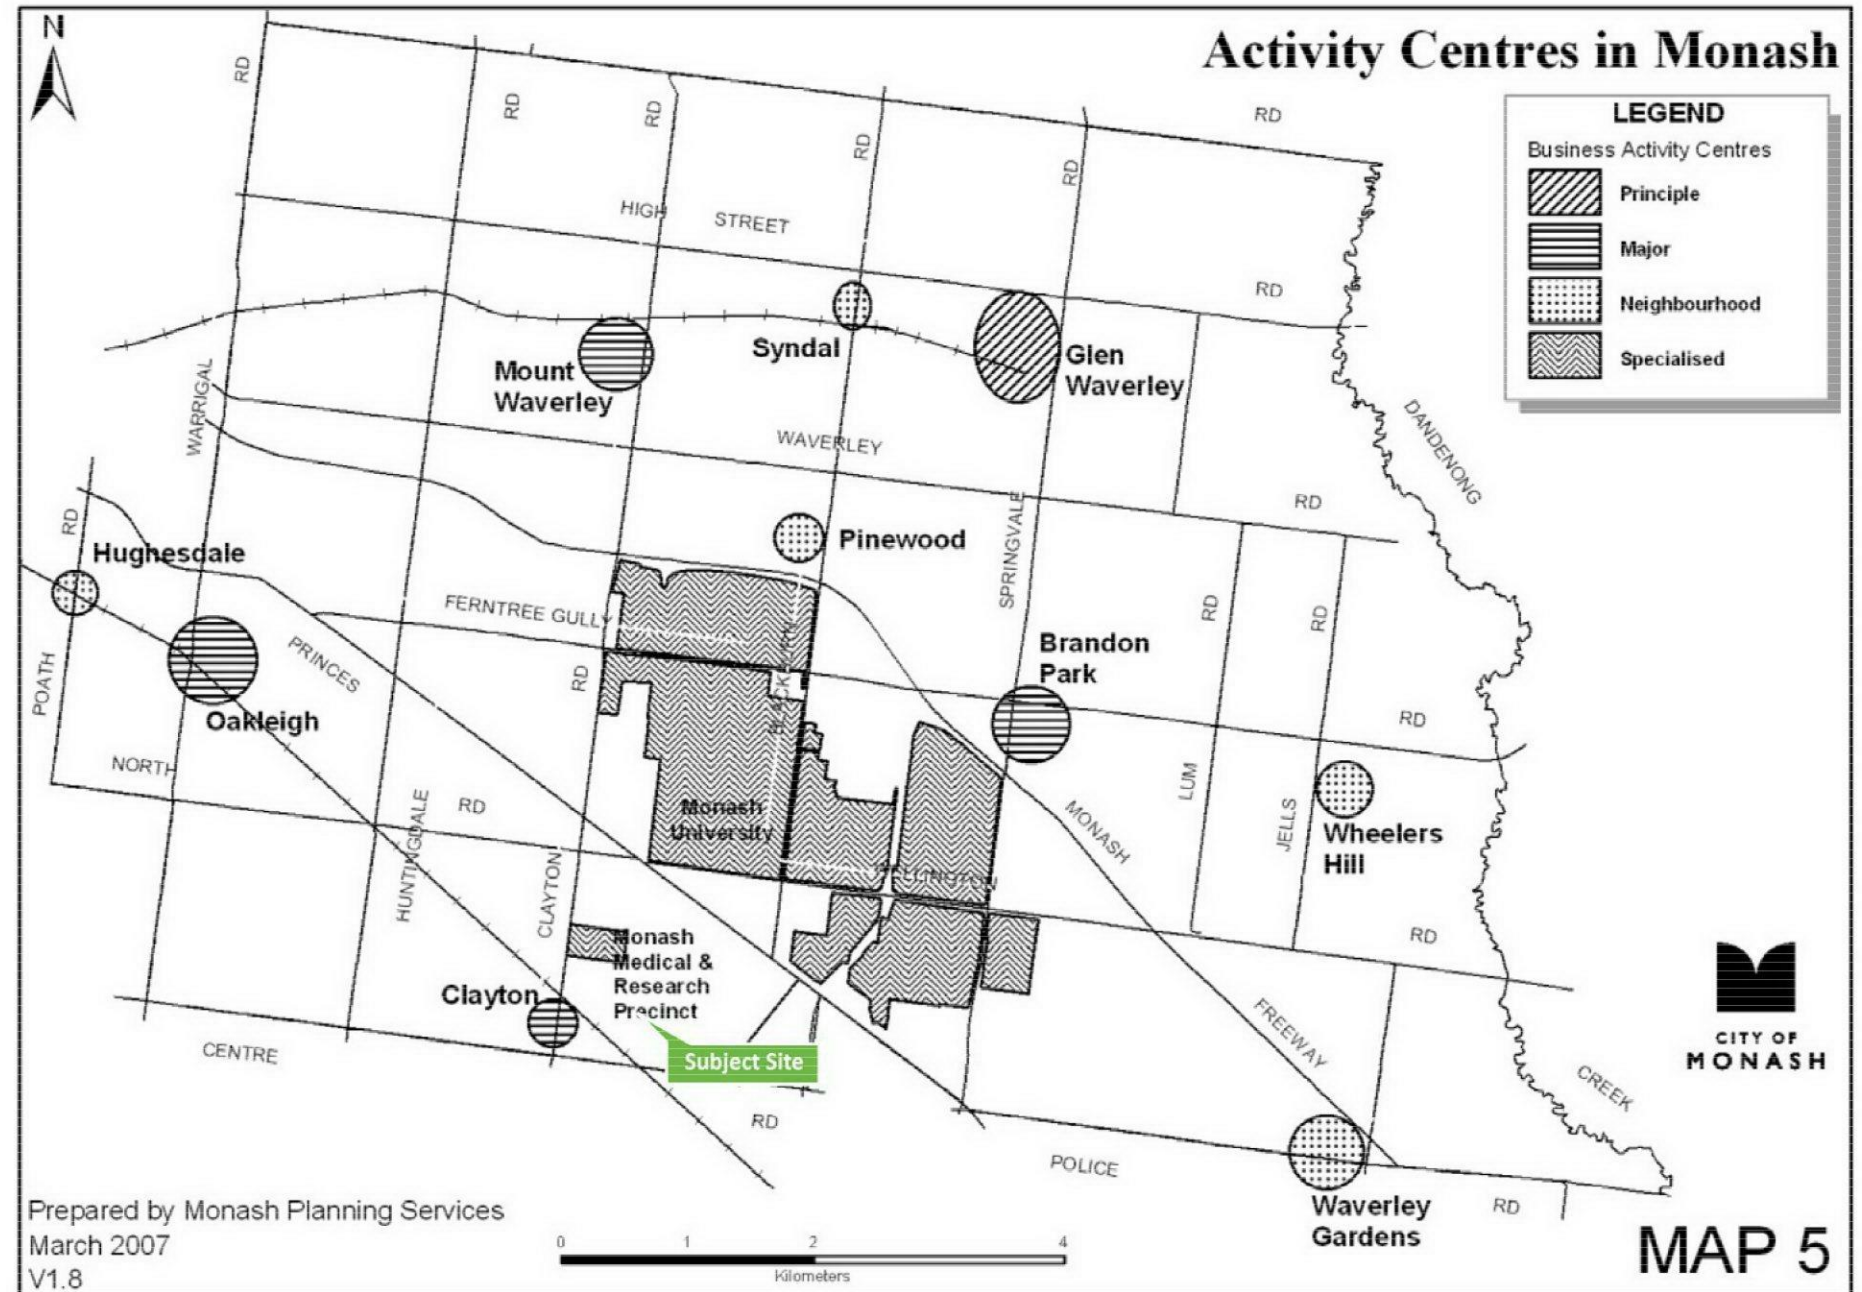 N
Activity Centres in Monash
LEGEND
Business Activity Centres
Principle
Major
Neighbourhood
Specialised
RD
RD
RD
RD
RD
RD
HIGH STREET
RD
Syndal
Glen
Waverley
Mount
Waverley
WARRIGAL
WAVERLEY
RD
DANDENONG
RD
Hughesdale
Pinewood
SPRINGVALE
FERNTREE GULLY
RD
RD
PRINCES
RD
BLACKBURN
Brandon
Park
POATH
Oakleigh
RD
NORTH
RD
HUNTINGDALE
Monash
University
LUM
JELLS
MONASH
Wheelers
Hill
WELLINGTON
CLAYTON
RD
Monash
Medical &
Research
Precinct
Clayton
CENTRE
Subject Site
RD
FREEWAY
CREEK
CITY OF
MONASH
POLICE
RD
Waverley
Gardens
Prepared by Monash Planning Services
March 2007
V1.8
0 1 2 4
Kilometers
MAP 5